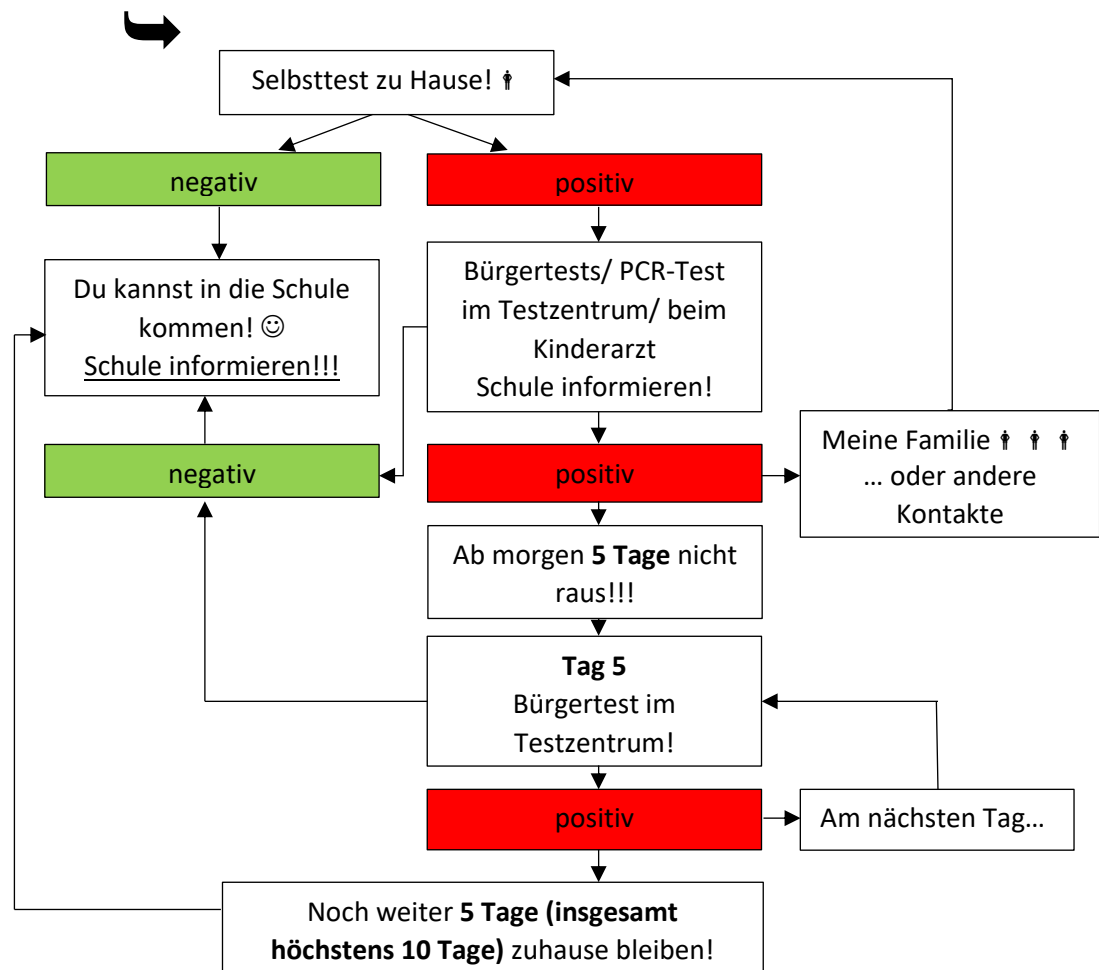 Selbsttest zu Hause!
negativ
positiv
Du kannst in die Schule
kommen! ☺
Schule informieren!!!
Bürgertests/ PCR-Test
im Testzentrum/ beim
Kinderarzt
Schule informieren!
negativ
positiv
Meine Familie
… oder andere
Kontakte
Ab morgen 5 Tage nicht
raus!!!
Tag 5
Bürgertest im
Testzentrum!
positiv
Am nächsten Tag…
Noch weiter 5 Tage (insgesamt
höchstens 10 Tage) zuhause bleiben!